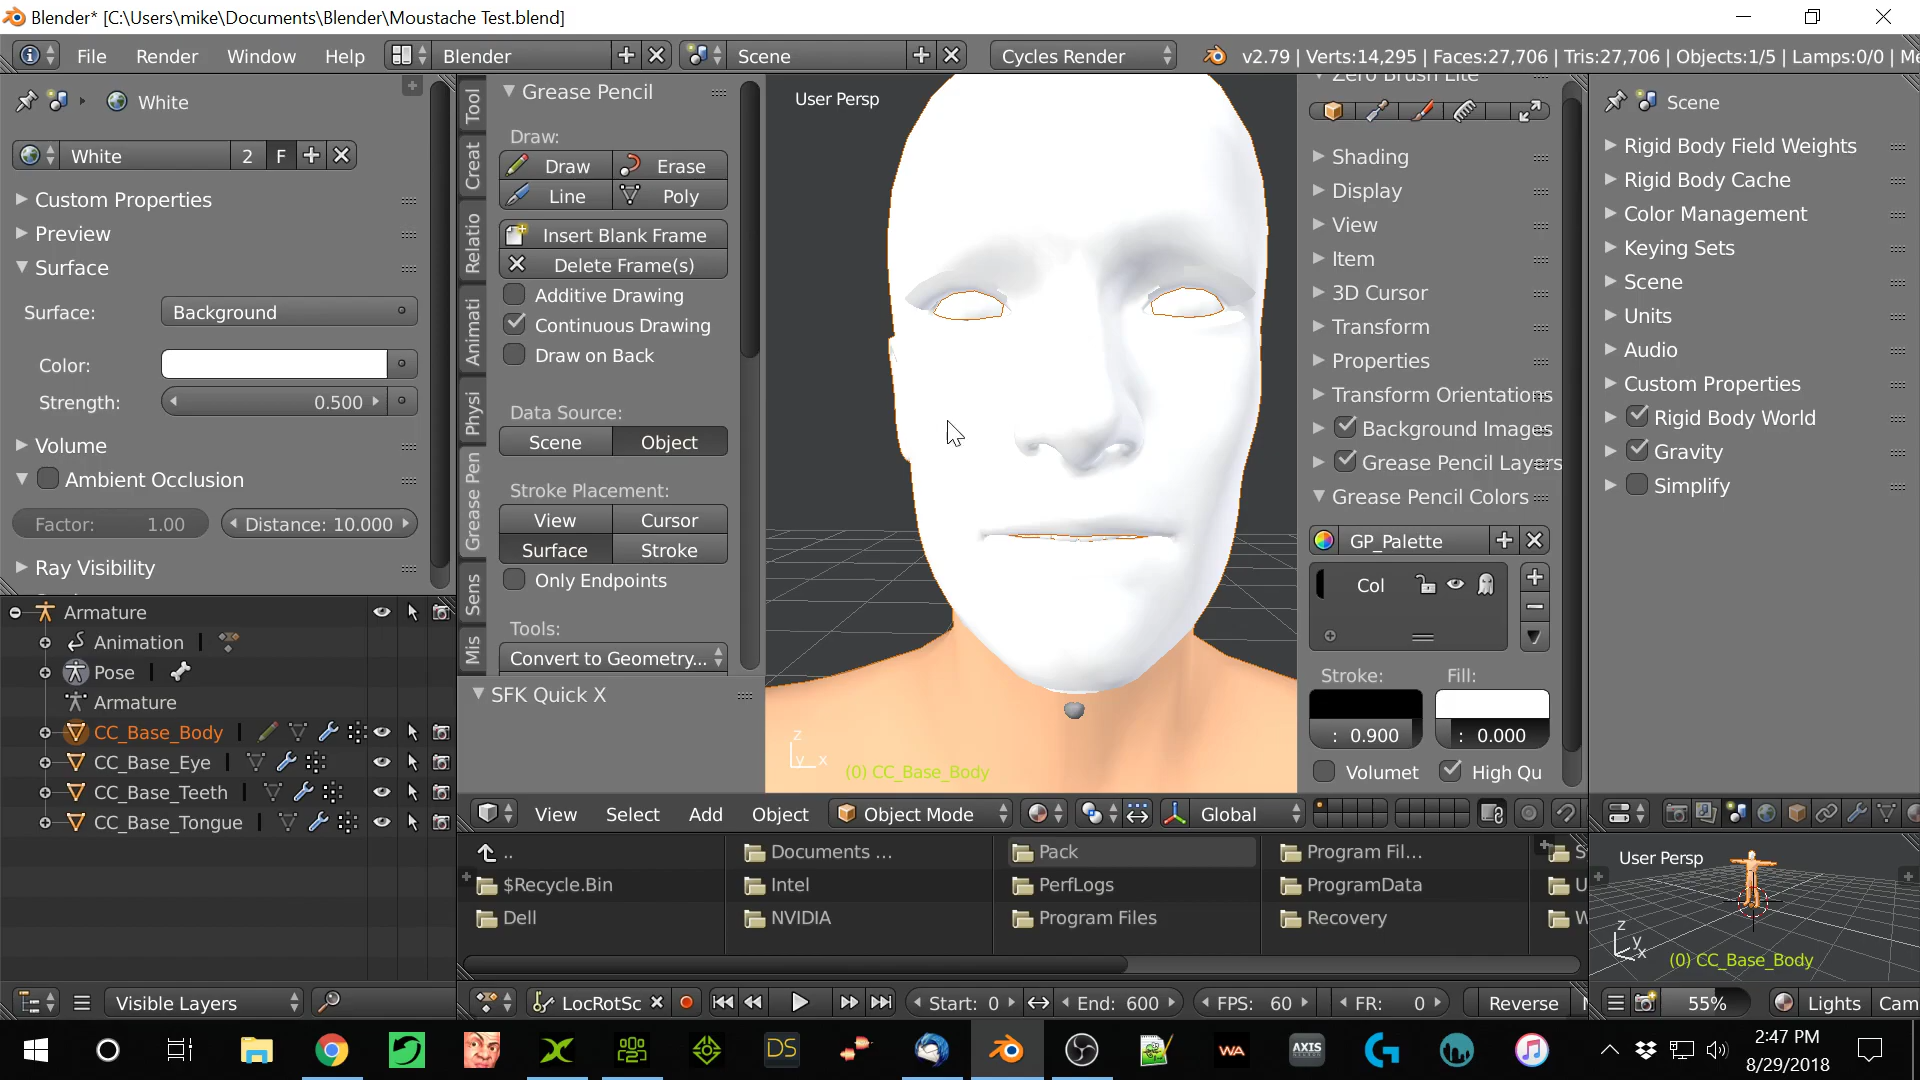 Blender* [C:\Users\mike\Documents\Blender\Moustache Test.blend]
File Render Window Help Blender Scene Cycles Render v2.79 | Verts:14,295 | Faces:27,706 | Tris:27,706 | Objects:1/5 | Lamps:0/0 | Me
White
White 2 F
Custom Properties
Preview
Surface
Surface: Background
Color:
Strength: 0.500
Volume
Ambient Occlusion
Factor: 1.00 Distance: 10.000
Ray Visibility
Armature
Animation
Pose
Armature
CC_Base_Body
CC_Base_Eye
CC_Base_Teeth
CC_Base_Tongue
Visible Layers
Tool
Creat
Relatio
Animati
Physi
Grease Pen
Sens
Mis
Grease Pencil
Draw:
Draw Erase
Line Poly
Insert Blank Frame
Delete Frame(s)
Additive Drawing
Continuous Drawing
Draw on Back
Data Source:
Scene Object
Stroke Placement:
View Cursor
Surface Stroke
Only Endpoints
Tools:
Convert to Geometry...
SFK Quick X
User Persp
z
y x
(0) CC_Base_Body
Zero Brush Lite
Shading
Display
View
Item
3D Cursor
Transform
Properties
Transform Orientations
Background Images
Grease Pencil Layers
Grease Pencil Colors
GP_Palette
Col
Stroke: Fill:
: 0.900 : 0.000
Volumet High Qu
View Select Add Object Object Mode Global
.. Documents ... Pack Program Fil... S
$Recycle.Bin Intel PerfLogs ProgramData U
Dell NVIDIA Program Files Recovery W
LocRotSc Start: 0 End: 600 FPS: 60 FR: 0 Reverse
Scene
Rigid Body Field Weights
Rigid Body Cache
Color Management
Keying Sets
Scene
Units
Audio
Custom Properties
Rigid Body World
Gravity
Simplify
User Persp
z
y
x
(0) CC_Base_Body
55% Lights Cam
DS WA AXIS
2:47 PM
8/29/2018